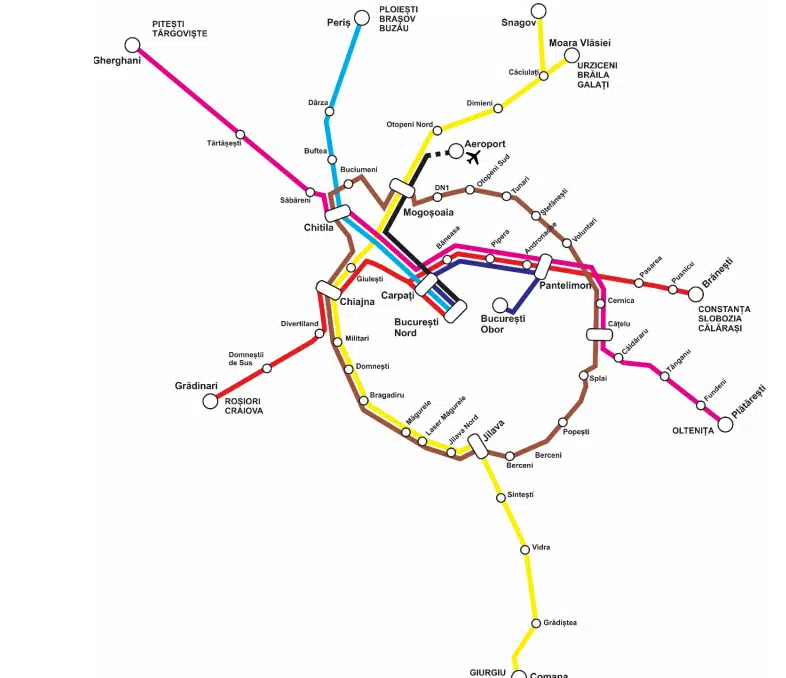 Snagov
PLOIEȘTI
BRAȘOV
BUZĂU
Periș
PITEȘTI
TÂRGOVIȘTE
Gherghani
Moara Vlăsiei
URZICENI
BRĂILA
GALAȚI
Căciulați
Dimieni
Dârza
Otopeni Nord
Tărtășești
Buftea
Aeroport
Buciumeni
Otopeni Sud
DN1
Tunari
Săbăreni
Mogoșoaia
Ștefănești
Chitila
Voluntari
Băneasa
Pipera
Andronache
Giulești
Pasarea
Pusnicu
Brănești
Carpați
Pantelimon
Chiajna
Cernica
CONSTANȚA
SLOBOZIA
CĂLĂRAȘI
București
Nord
București
Obor
Divertiland
Cățelu
Militari
Căldăraru
Domneștii
de Sus
Domnești
Tânganu
Splai
Grădinari
ROȘIORI
CRAIOVA
Bragadiru
Fundeni
Plătărești
Măgurele
Laser Măgurele
Jilava Nord
Jilava
Popești
OLTENIȚA
Berceni
Berceni
Sintești
Vidra
Grădiștea
GIURGIU
Comana